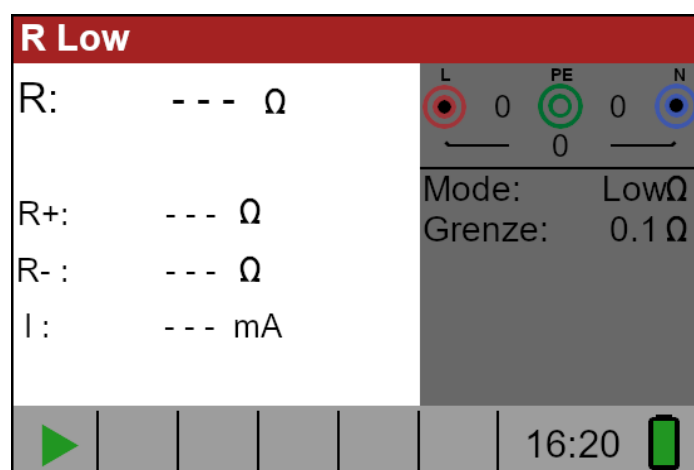 R Low
R: --- Ω
R+: --- Ω
R- : --- Ω
I : --- mA
L PE N
0 0
0
Mode: LowΩ
Grenze: 0.1 Ω
16:20